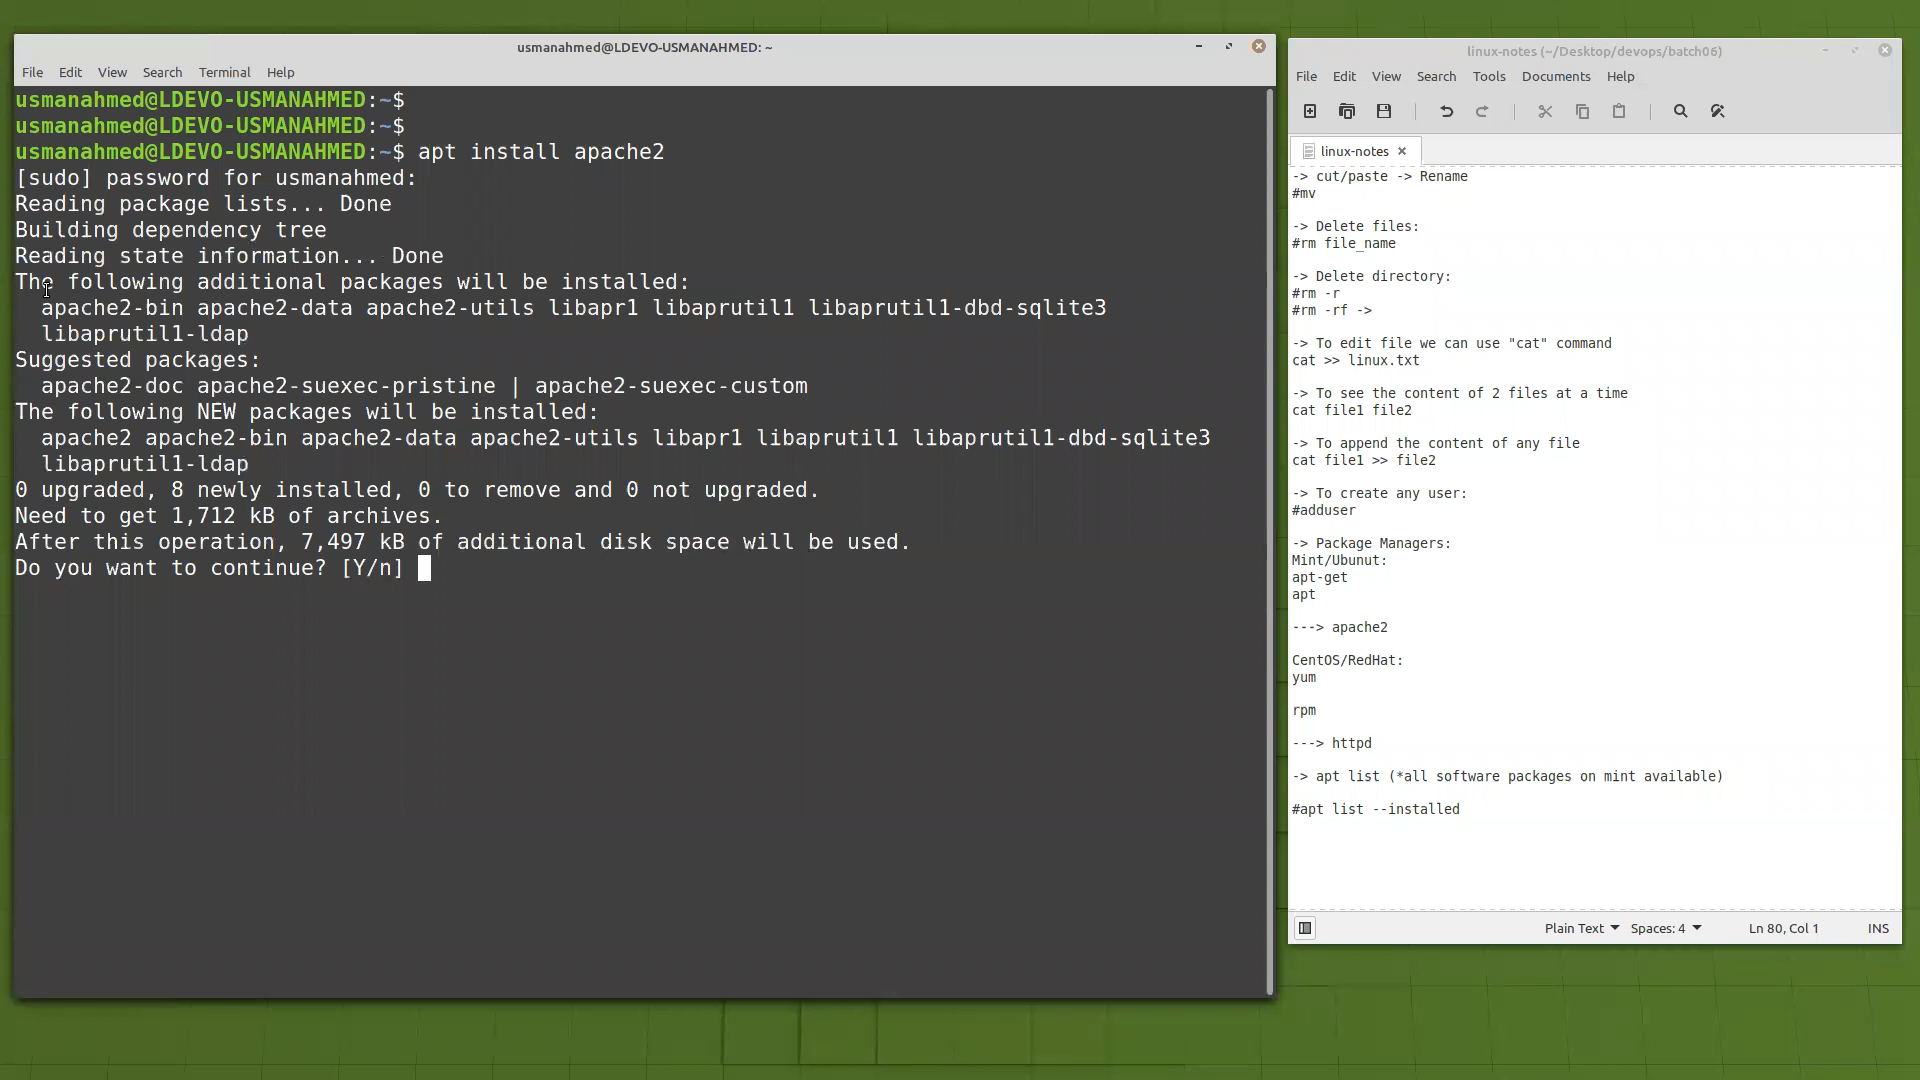 usmanahmed@LDEVO-USMANAHMED: ~
File Edit View Search Terminal Help
usmanahmed@LDEVO-USMANAHMED:~$
usmanahmed@LDEVO-USMANAHMED:~$
usmanahmed@LDEVO-USMANAHMED:~$ apt install apache2
[sudo] password for usmanahmed:
Reading package lists... Done
Building dependency tree
Reading state information... Done
The following additional packages will be installed:
  apache2-bin apache2-data apache2-utils libapr1 libaprutil1 libaprutil1-dbd-sqlite3
  libaprutil1-ldap
Suggested packages:
  apache2-doc apache2-suexec-pristine | apache2-suexec-custom
The following NEW packages will be installed:
  apache2 apache2-bin apache2-data apache2-utils libapr1 libaprutil1 libaprutil1-dbd-sqlite3
  libaprutil1-ldap
0 upgraded, 8 newly installed, 0 to remove and 0 not upgraded.
Need to get 1,712 kB of archives.
After this operation, 7,497 kB of additional disk space will be used.
Do you want to continue? [Y/n]
linux-notes (~/Desktop/devops/batch06)
File Edit View Search Tools Documents Help
linux-notes
-> cut/paste -> Rename
#mv
-> Delete files:
#rm file_name
-> Delete directory:
#rm -r
#rm -rf ->
-> To edit file we can use "cat" command
cat >> linux.txt
-> To see the content of 2 files at a time
cat file1 file2
-> To append the content of any file
cat file1 >> file2
-> To create any user:
#adduser
-> Package Managers:
Mint/Ubunut:
apt-get
apt
---> apache2
CentOS/RedHat:
yum
rpm
---> httpd
-> apt list (*all software packages on mint available)
#apt list --installed
Plain Text Spaces: 4 Ln 80, Col 1 INS